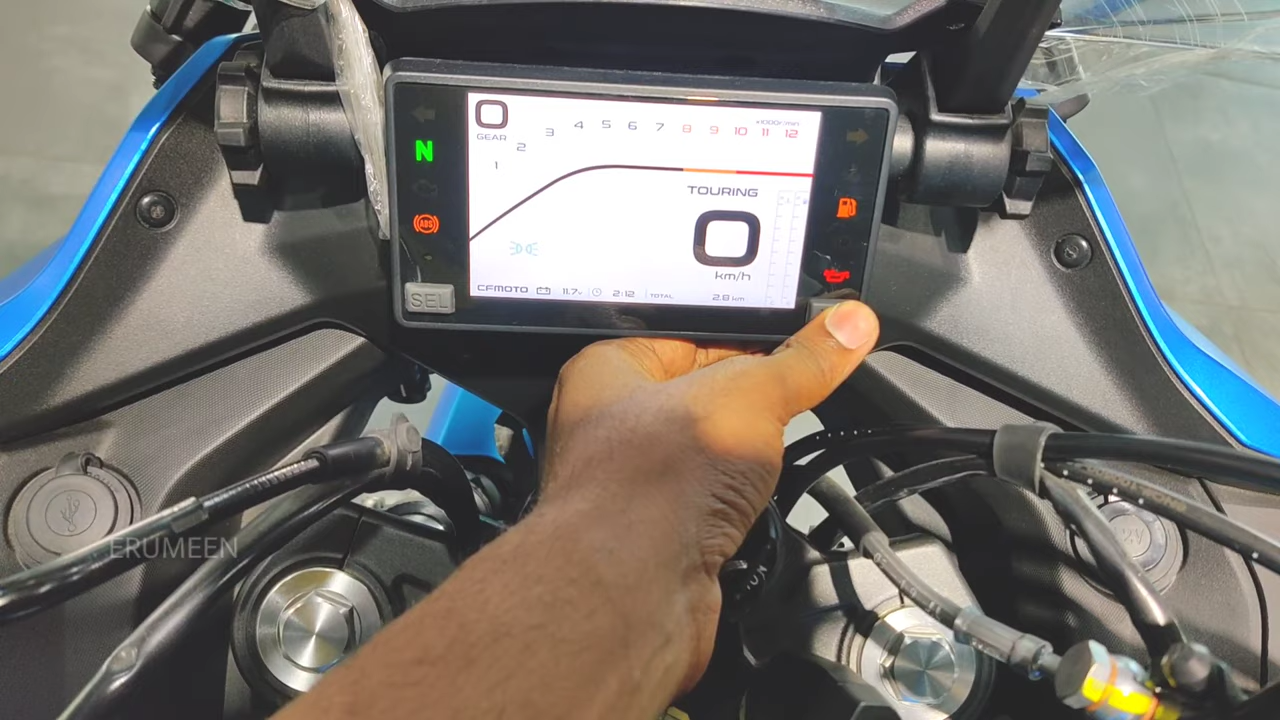 0
GEAR
1
2
3
4
5
6
7
8
9
10
11
12
x1000r/min
N
ABS
TOURING
0
km/h
SEL
CFMOTO 11.7v 2:12 TOTAL 2.8 km
ERUMEEN